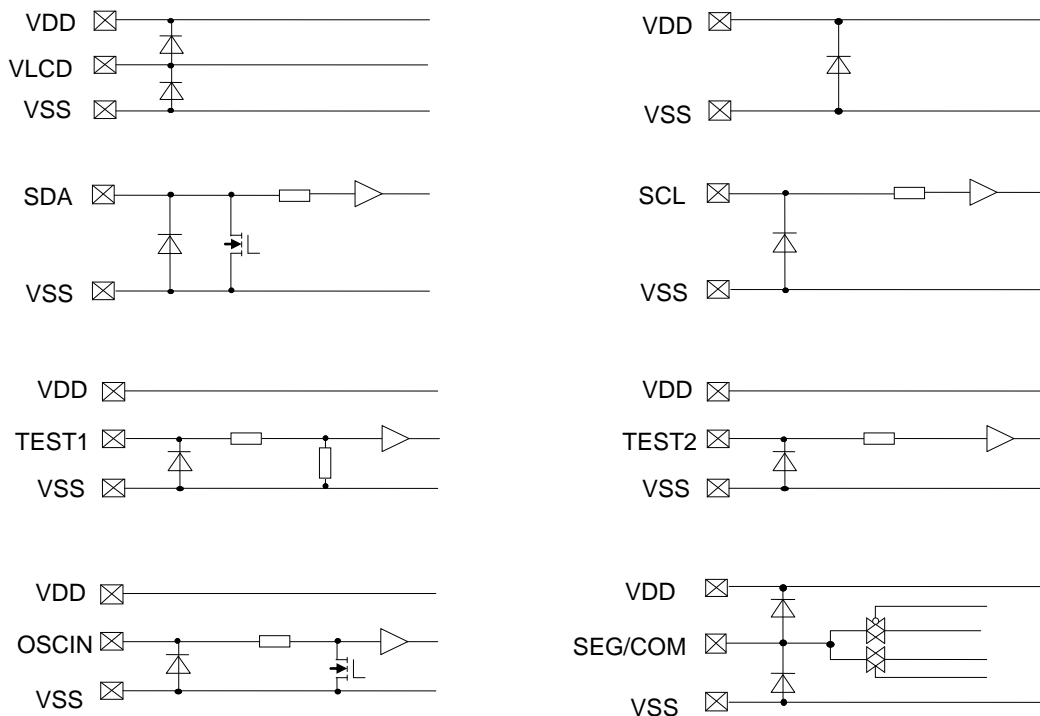 VDD
VLCD
VSS
VDD
VSS
SDA
VSS
SCL
VSS
VDD
TEST1
VSS
VDD
TEST2
VSS
VDD
OSCIN
VSS
VDD
SEG/COM
VSS